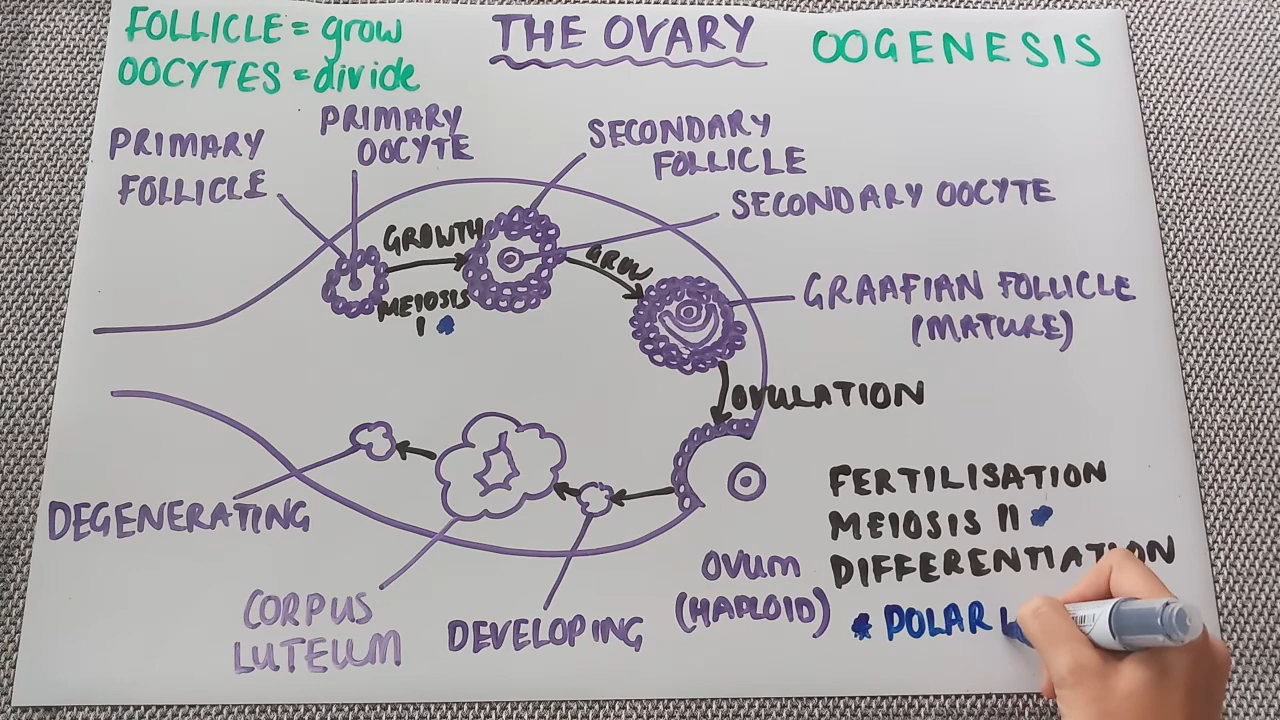 FOLLICLE = grow
OOCYTES = divide
THE OVARY
OOGENESIS
PRIMARY
FOLLICLE
PRIMARY
OOCYTE
SECONDARY
FOLLICLE
SECONDARY OOCYTE
GROWTH
MEIOSIS
I *
GROW
GRAAFIAN FOLLICLE
(MATURE)
OVULATION
FERTILISATION
MEIOSIS II *
DIFFERENTIATION
OVUM
(HAPLOID)
* POLAR
DEGENERATING
CORPUS
LUTEUM
DEVELOPING